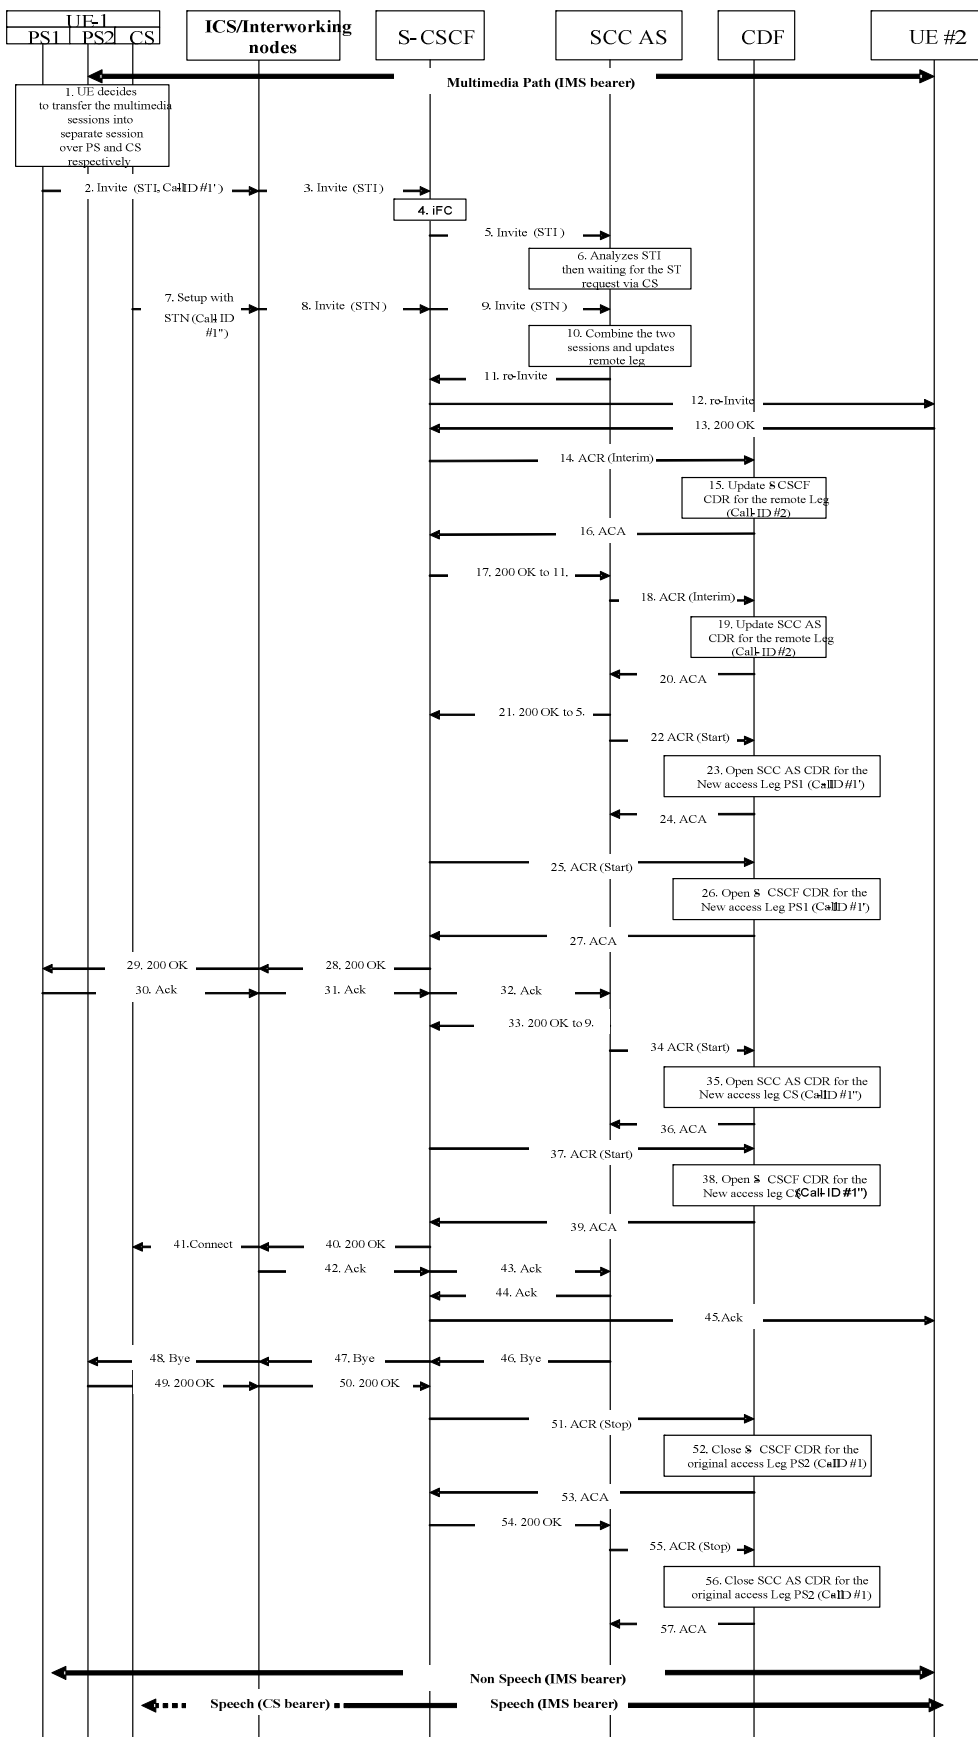 UE-1
PS1 PS2 CS
ICS/Interworking
nodes
S-CSCF
SCC AS
CDF
UE #2
Multimedia Path (IMS bearer)
1. UE decides
to transfer the multimedia
sessions into
separate session
over PS and CS
respectively
2. Invite (STI, Call-ID #1')
3. Invite (STI)
4. iFC
5. Invite (STI)
6. Analyzes STI
then waiting for the ST
request via CS
7. Setup with
STN (Call-ID
#1")
8. Invite (STN)
9. Invite (STN)
10. Combine the two
sessions and updates
remote leg
11. re-Invite
12. re-Invite
13. 200 OK
14. ACR (Interim)
15. Update S-CSCF
CDR for the remote Leg
(Call-ID #2)
16. ACA
17. 200 OK to 11.
18. ACR (Interim)
19. Update SCC AS
CDR for the remote Leg
(Call-ID #2)
20. ACA
21. 200 OK to 5.
22 ACR (Start)
23. Open SCC AS CDR for the
New access Leg PS1 (Call-ID #1')
24. ACA
25. ACR (Start)
26. Open S-CSCF CDR for the
New access Leg PS1 (Call-ID #1')
27. ACA
28. 200 OK
29. 200 OK
30. Ack
31. Ack
32. Ack
33. 200 OK to 9.
34 ACR (Start)
35. Open SCC AS CDR for the
New access leg CS (Call-ID #1")
36. ACA
37. ACR (Start)
38. Open S-CSCF CDR for the
New access leg CS (Call-ID #1")
39. ACA
40. 200 OK
41.Connect
42. Ack
43. Ack
44. Ack
45.Ack
46. Bye
47. Bye
48. Bye
49. 200 OK
50. 200 OK
51. ACR (Stop)
52. Close S-CSCF CDR for the
original access Leg PS2 (Call-ID #1)
53. ACA
54. 200 OK
55. ACR (Stop)
56. Close SCC AS CDR for the
original access Leg PS2 (Call-ID #1)
57. ACA
Non Speech (IMS bearer)
Speech (CS bearer)
Speech (IMS bearer)